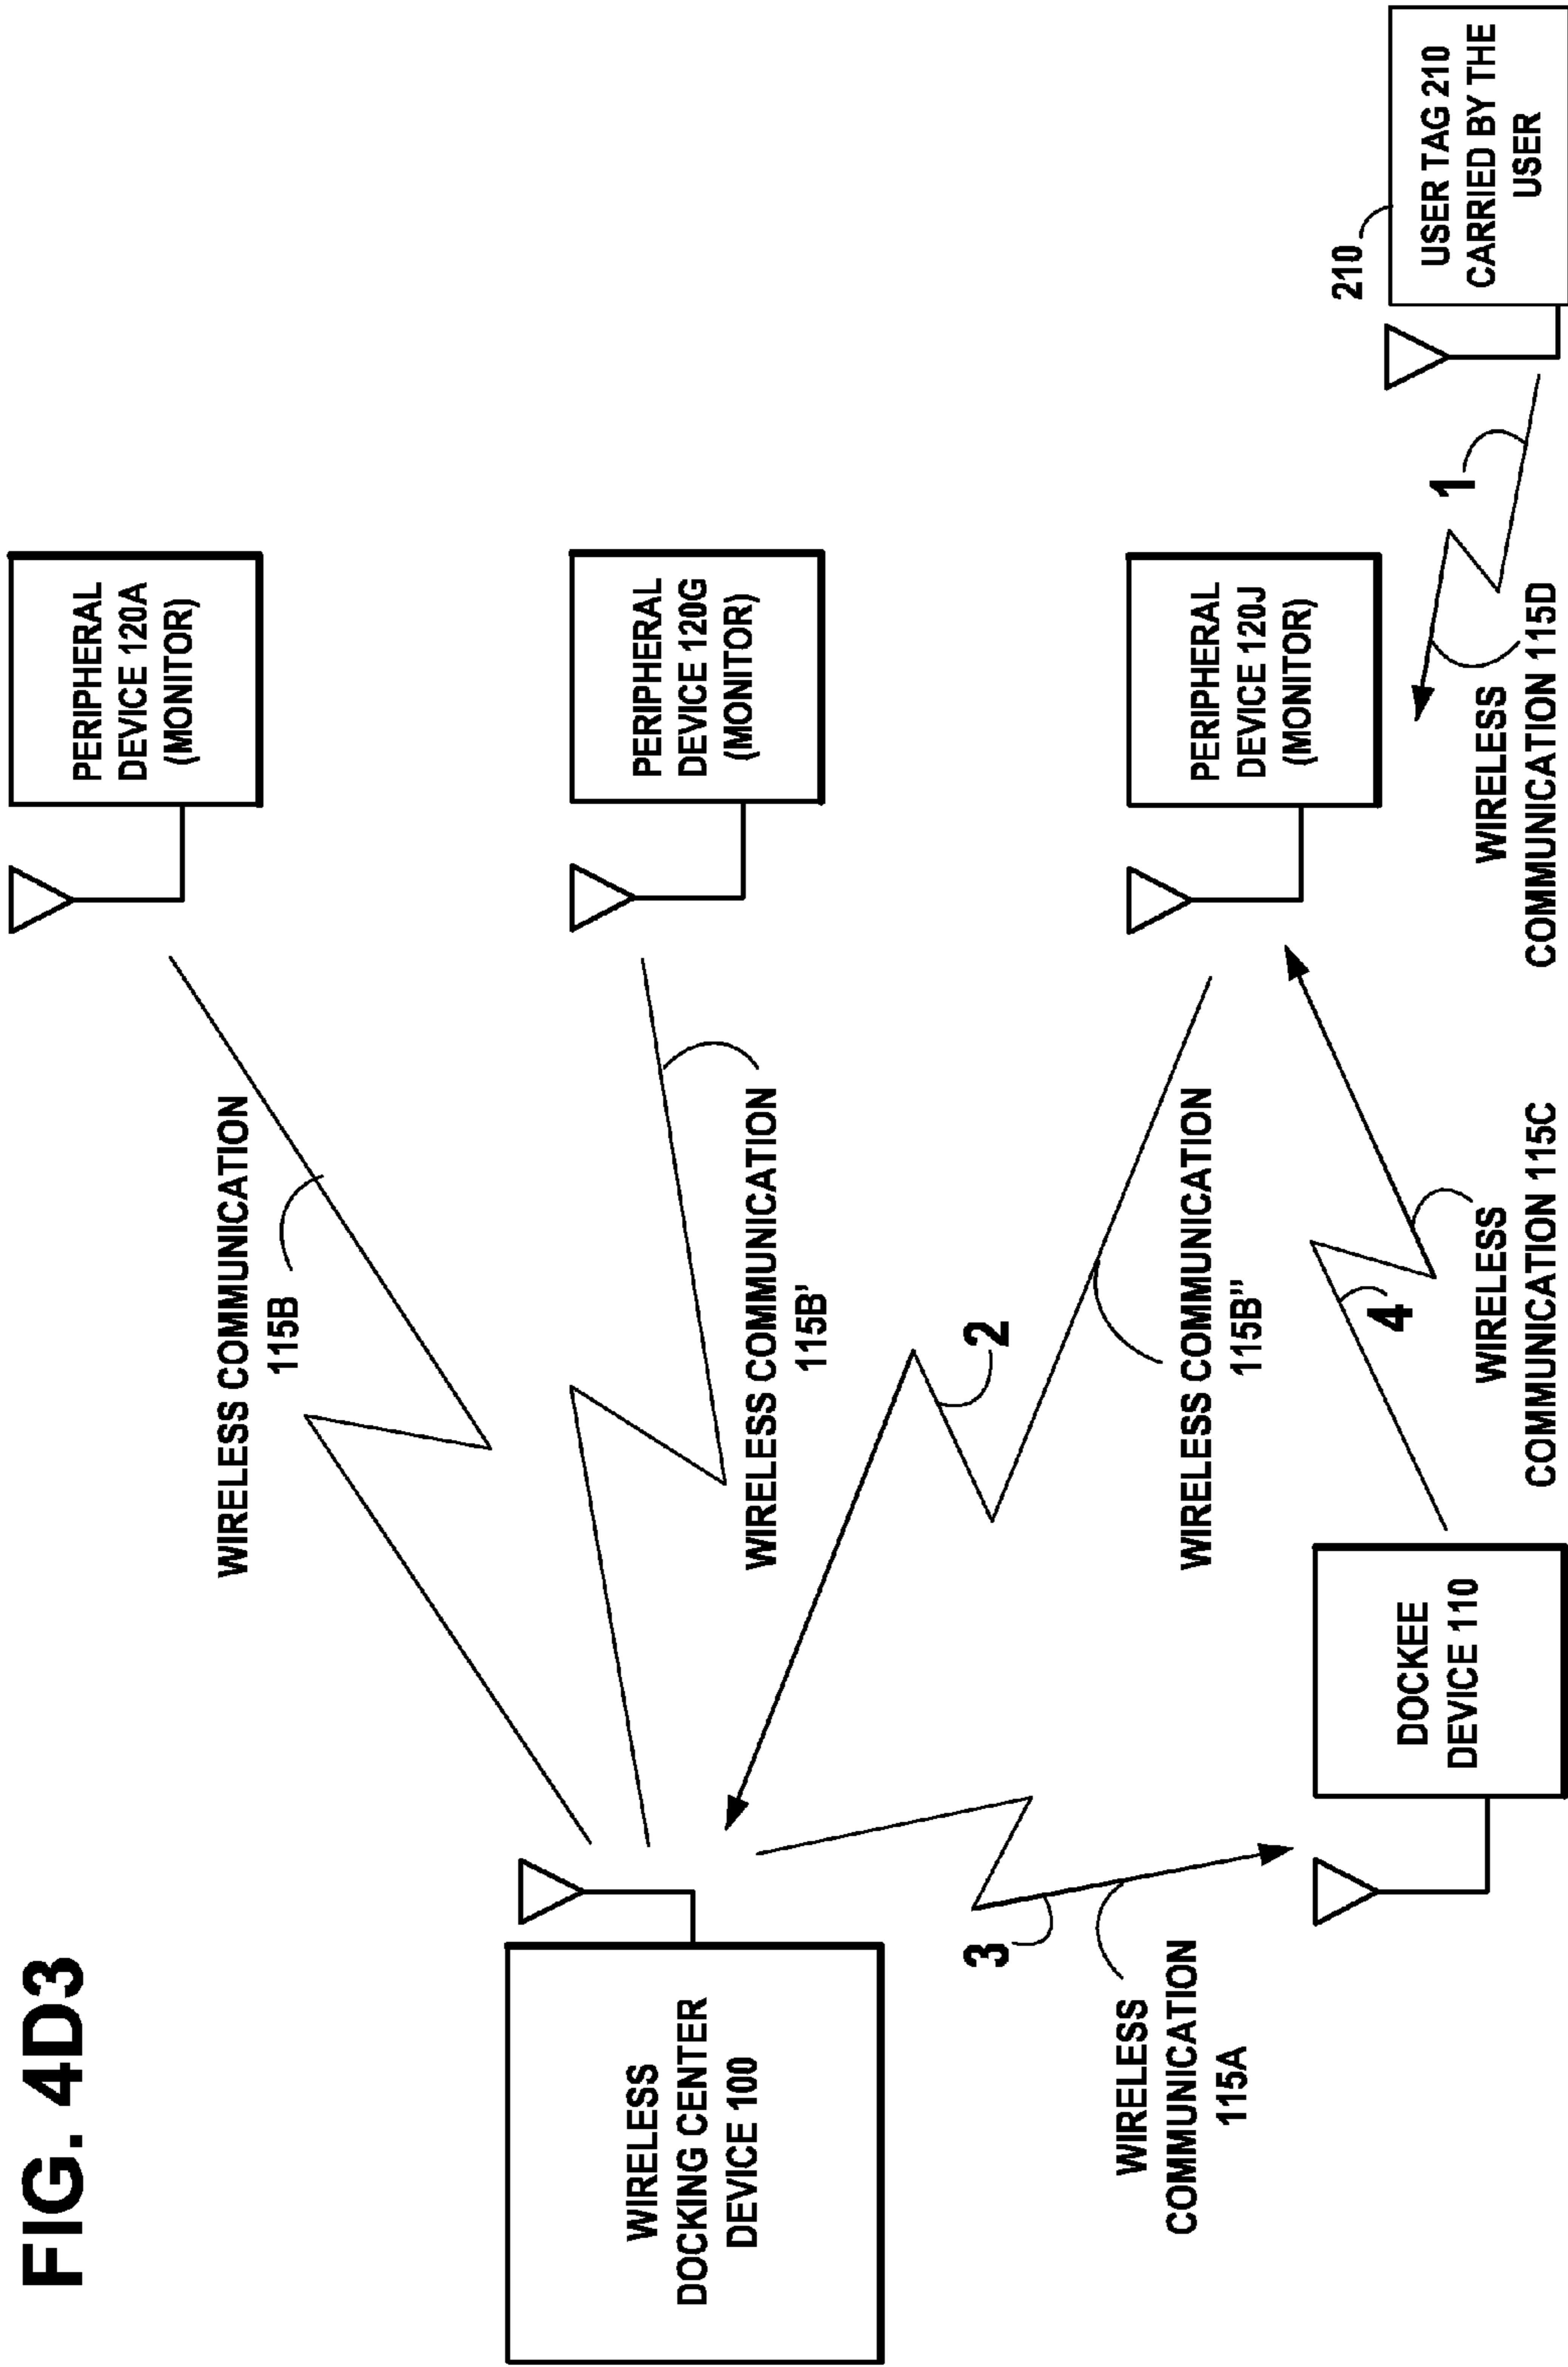 FIG. 4D3
WIRELESS
DOCKING CENTER
DEVICE 100
WIRELESS COMMUNICATION
115B
PERIPHERAL
DEVICE 120A
(MONITOR)
WIRELESS COMMUNICATION
115B'
PERIPHERAL
DEVICE 120G
(MONITOR)
2
WIRELESS COMMUNICATION
115B"
PERIPHERAL
DEVICE 120J
(MONITOR)
3
WIRELESS
COMMUNICATION
115A
DOCKEE
DEVICE 110
4
WIRELESS
COMMUNICATION 115C
1
WIRELESS
COMMUNICATION 115D
210
USER TAG 210
CARRIED BY THE
USER